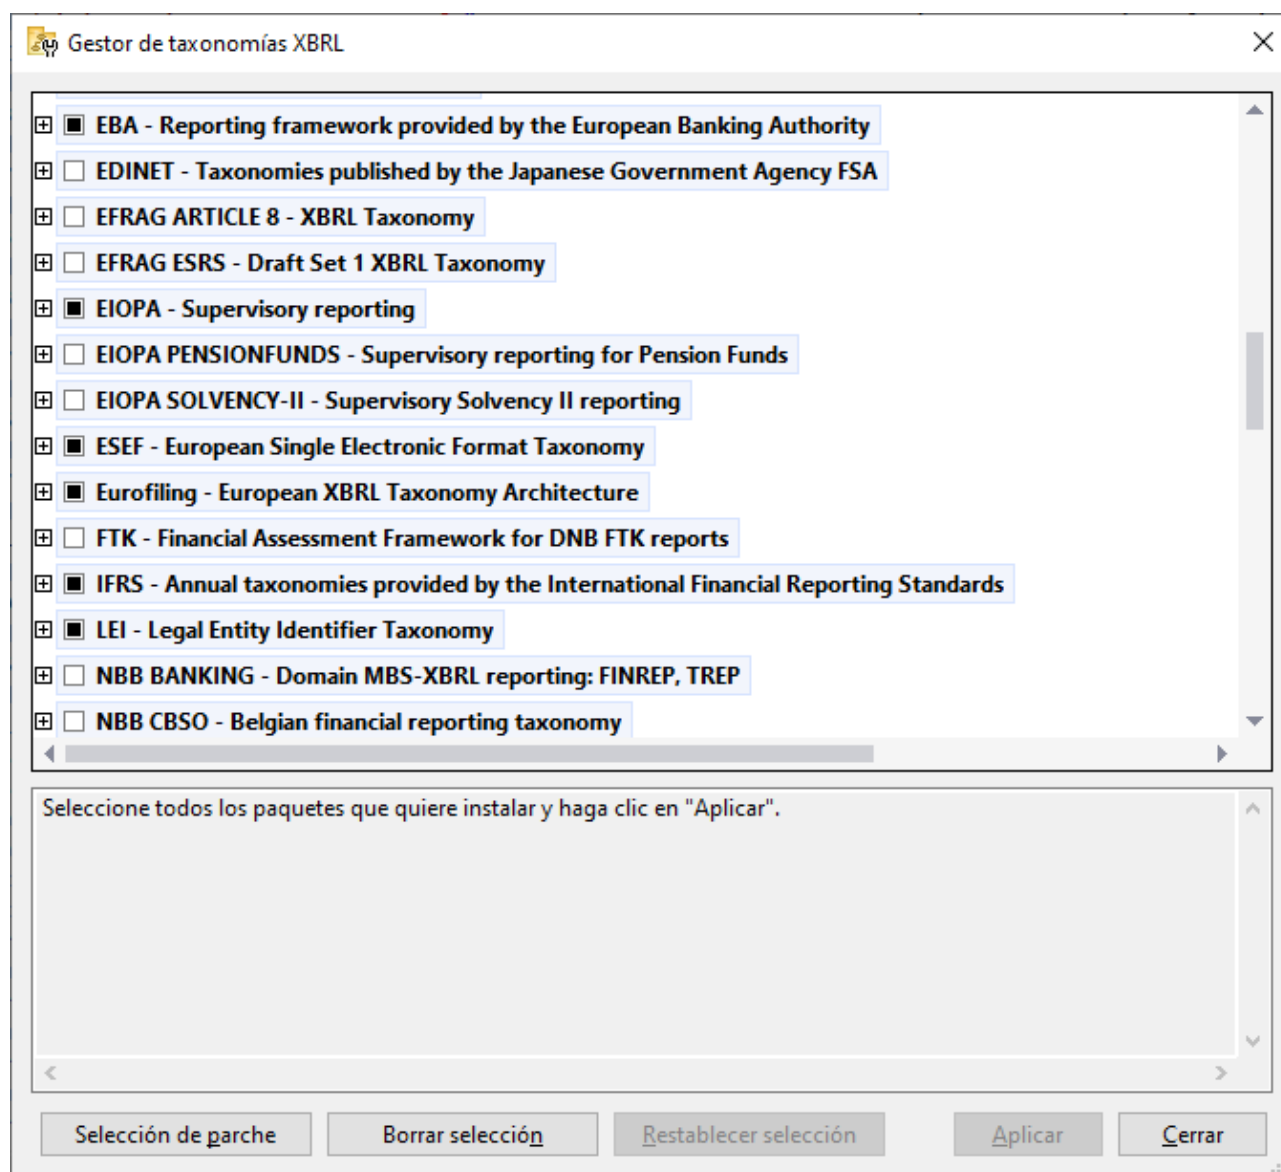 Gestor de taxonomías XBRL
EBA - Reporting framework provided by the European Banking Authority
EDINET - Taxonomies published by the Japanese Government Agency FSA
EFRAG ARTICLE 8 - XBRL Taxonomy
EFRAG ESRS - Draft Set 1 XBRL Taxonomy
EIOPA - Supervisory reporting
EIOPA PENSIONFUNDS - Supervisory reporting for Pension Funds
EIOPA SOLVENCY-II - Supervisory Solvency II reporting
ESEF - European Single Electronic Format Taxonomy
Eurofiling - European XBRL Taxonomy Architecture
FTK - Financial Assessment Framework for DNB FTK reports
IFRS - Annual taxonomies provided by the International Financial Reporting Standards
LEI - Legal Entity Identifier Taxonomy
NBB BANKING - Domain MBS-XBRL reporting: FINREP, TREP
NBB CBSO - Belgian financial reporting taxonomy
Seleccione todos los paquetes que quiere instalar y haga clic en "Aplicar".
Selección de parche
Borrar selección
Restablecer selección
Aplicar
Cerrar